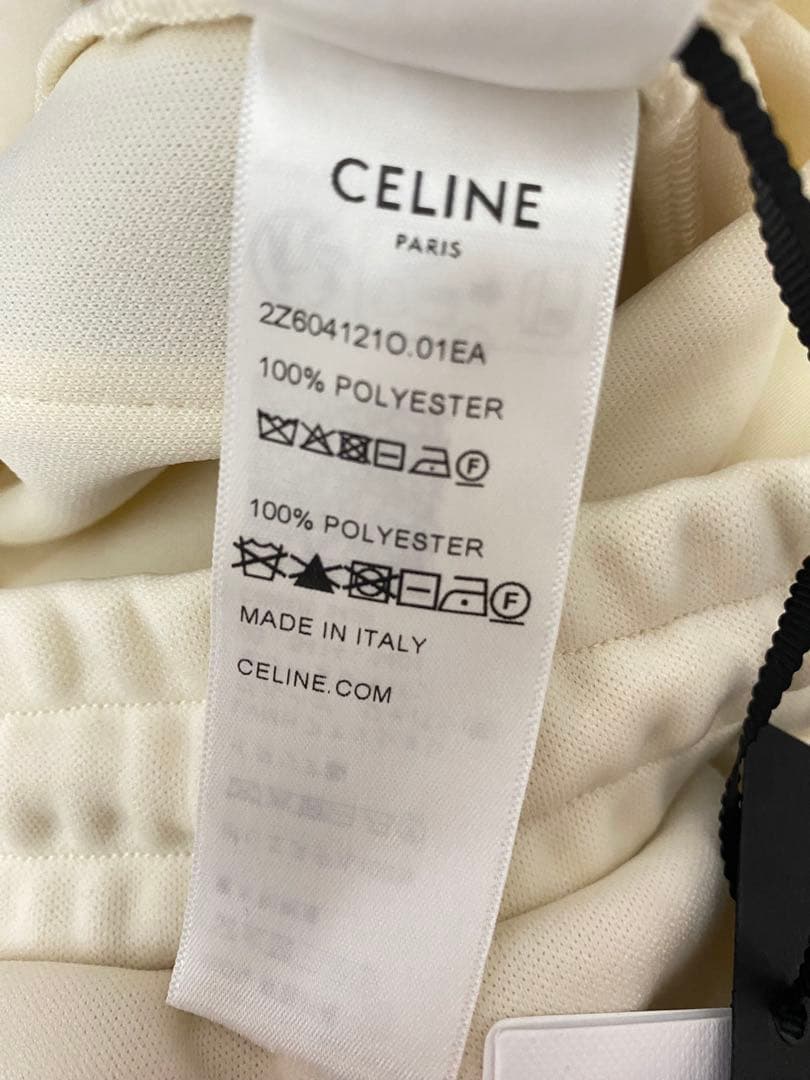 CELINE
PARIS
2Z604121O.01EA
100% POLYESTER
F
100% POLYESTER
F
MADE IN ITALY
CELINE.COM